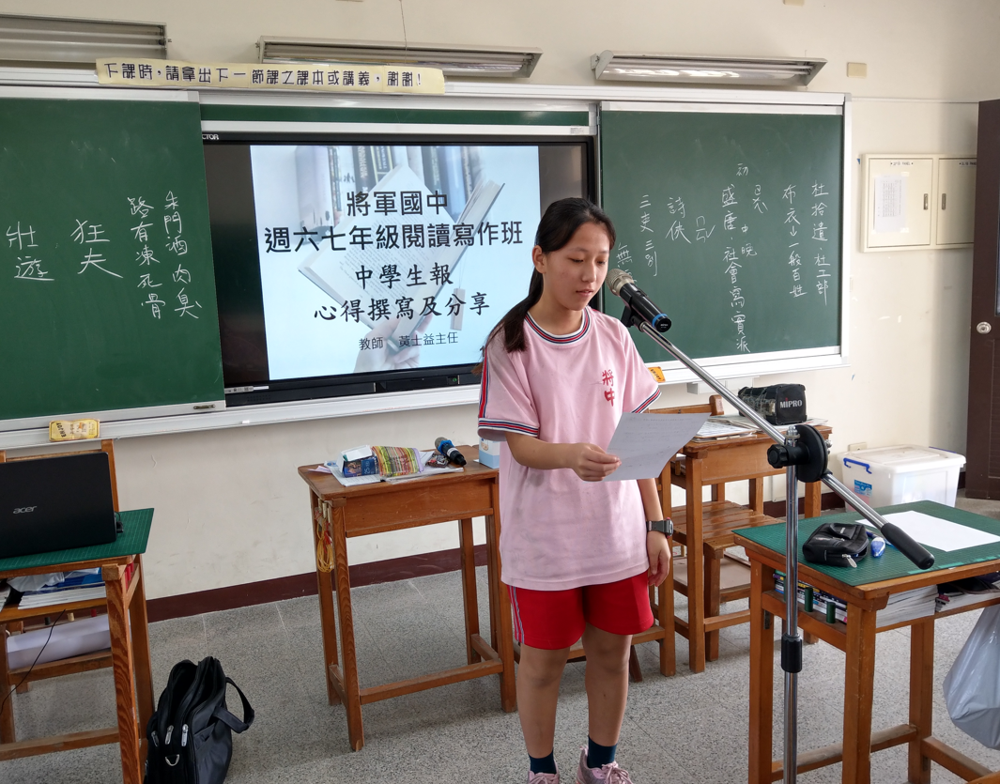 下課時，請拿出下一節課之課本或講義，謝謝！
將軍國中
週六七年級閱讀寫作班
中學生報
心得撰寫及分享
教師 黃士益主任
朱門酒肉臭
路有凍死骨
狂夫
壯遊
杜拾遺 杜工部
布衣 一般百姓
初 中 晚
盛唐 社會寫實派
詩佚
三吏 三別
無
將中
acer
MIPRO